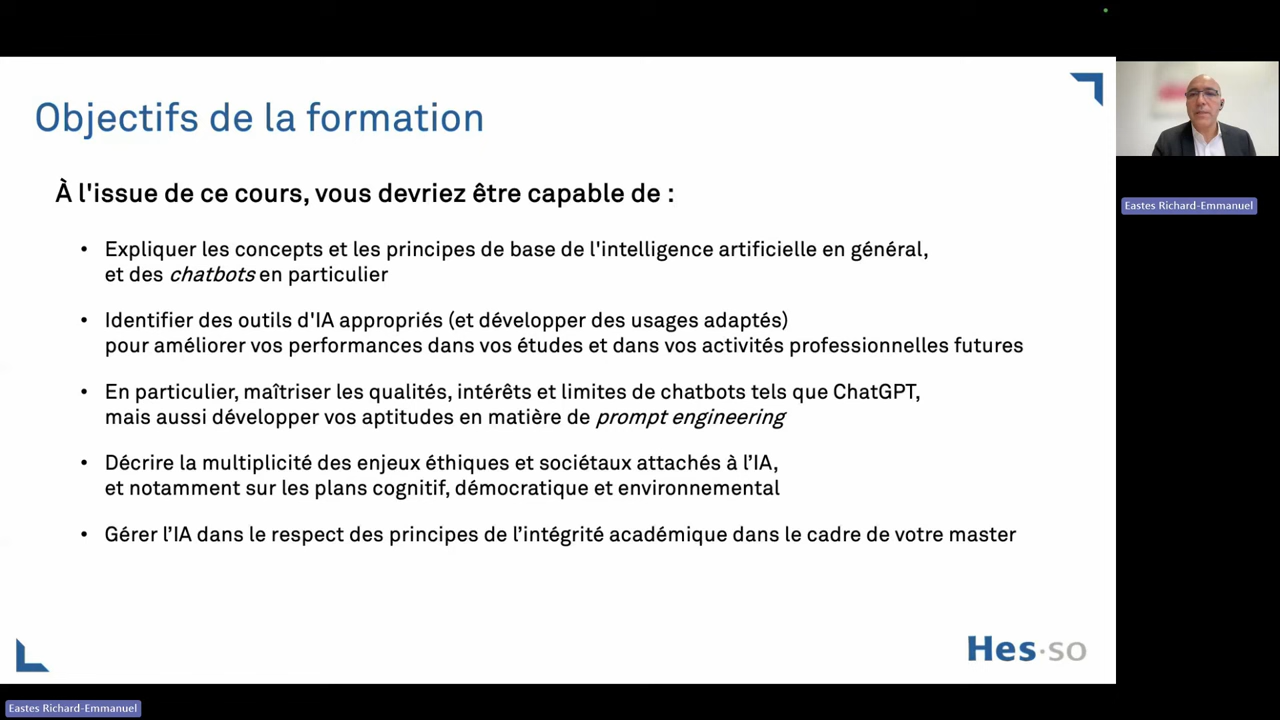 Objectifs de la formation
À l'issue de ce cours, vous devriez être capable de :
• Expliquer les concepts et les principes de base de l'intelligence artificielle en général,
et des chatbots en particulier
• Identifier des outils d'IA appropriés (et développer des usages adaptés)
pour améliorer vos performances dans vos études et dans vos activités professionnelles futures
• En particulier, maîtriser les qualités, intérêts et limites de chatbots tels que ChatGPT,
mais aussi développer vos aptitudes en matière de prompt engineering
• Décrire la multiplicité des enjeux éthiques et sociétaux attachés à l’IA,
et notamment sur les plans cognitif, démocratique et environnemental
• Gérer l’IA dans le respect des principes de l’intégrité académique dans le cadre de votre master
Hes·so
Eastes Richard-Emmanuel
Eastes Richard-Emmanuel